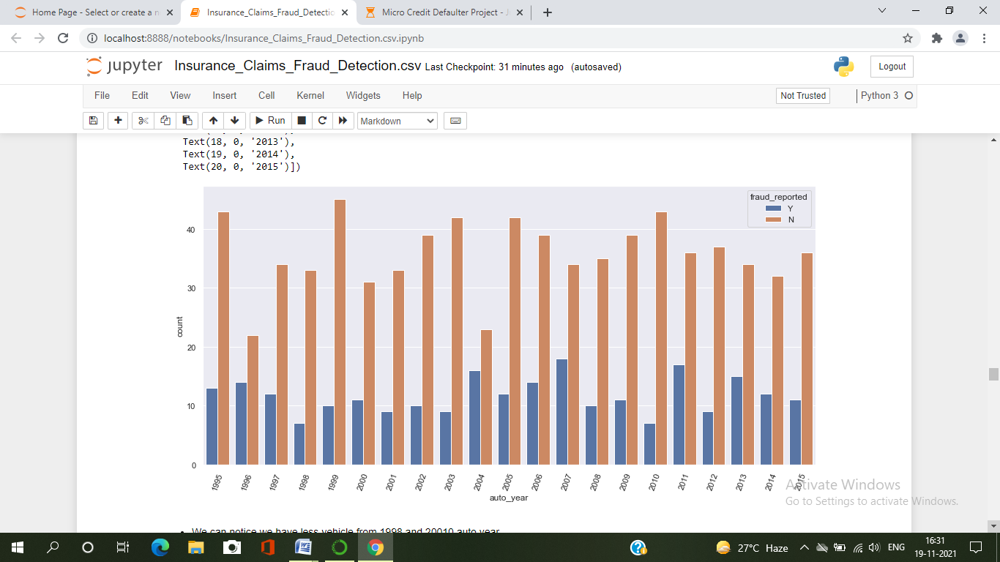 Home Page - Select or create a n
Insurance_Claims_Fraud_Detectio
Micro Credit Defaulter Project - J
localhost:8888/notebooks/Insurance_Claims_Fraud_Detection.csv.ipynb
jupyter Insurance_Claims_Fraud_Detection.csv Last Checkpoint: 31 minutes ago (autosaved)
Logout
File Edit View Insert Cell Kernel Widgets Help
Not Trusted
Python 3
Run
Markdown
Text(18, 0, '2013'),
Text(19, 0, '2014'),
Text(20, 0, '2015')])
fraud_reported
Y
N
40
30
20
10
0
count
1995 1996 1997 1998 1999 2000 2001 2002 2003 2004 2005 2006 2007 2008 2009 2010 2011 2012 2013 2014 2015
auto_year
Activate Windows
Go to Settings to activate Windows.
We can notice we have less vehicle from 1998 and 20010 auto year
27°C Haze
ENG
16:31
19-11-2021